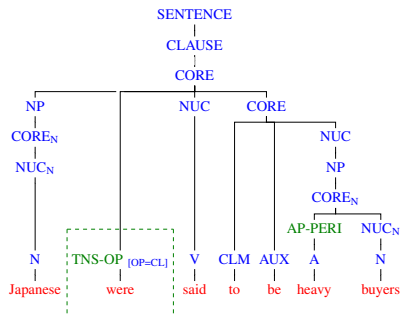 SENTENCE
CLAUSE
CORE
NP NUC CORE
CORE_N NUC
NUC_N NP
CORE_N
AP-PERI NUC_N
N TNS-OP [OP=CL] V CLM AUX A N
Japanese were said to be heavy buyers